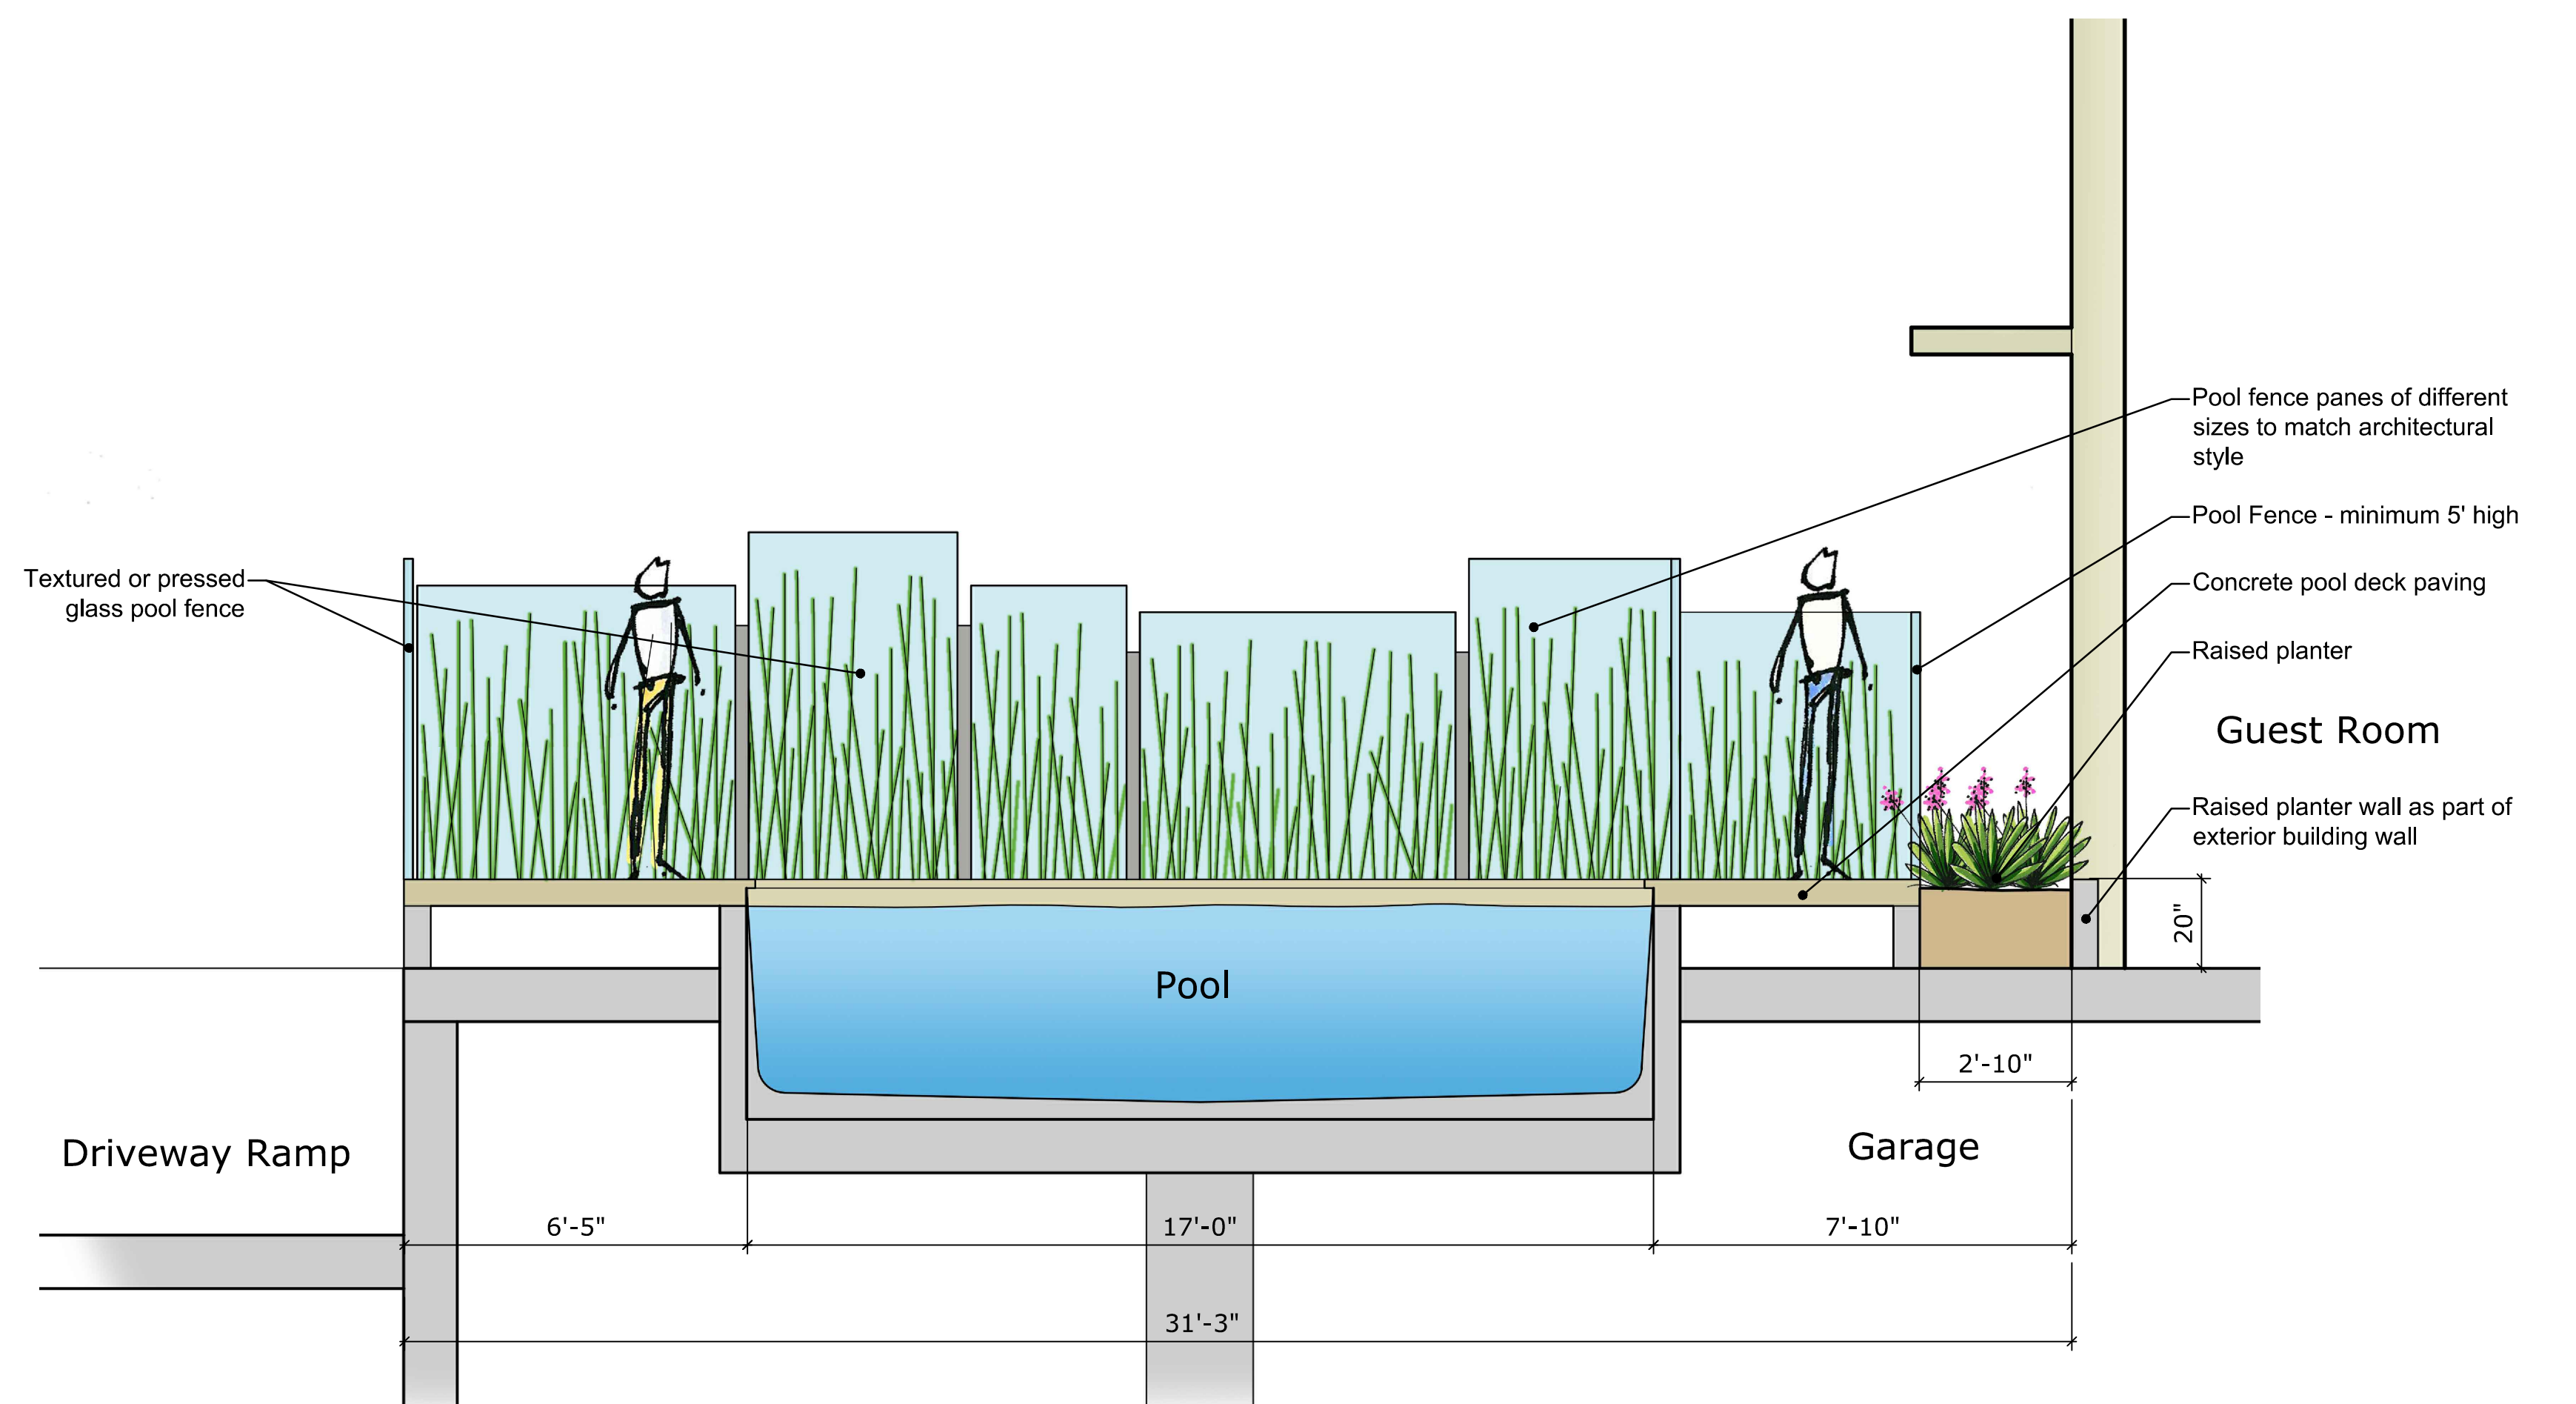 Pool fence panes of different
sizes to match architectural
style
Pool Fence - minimum 5' high
Textured or pressed
glass pool fence
Concrete pool deck paving
Raised planter
Guest Room
Raised planter wall as part of
exterior building wall
20"
Pool
2'-10"
Driveway Ramp
Garage
6'-5"
17'-0"
7'-10"
31'-3"